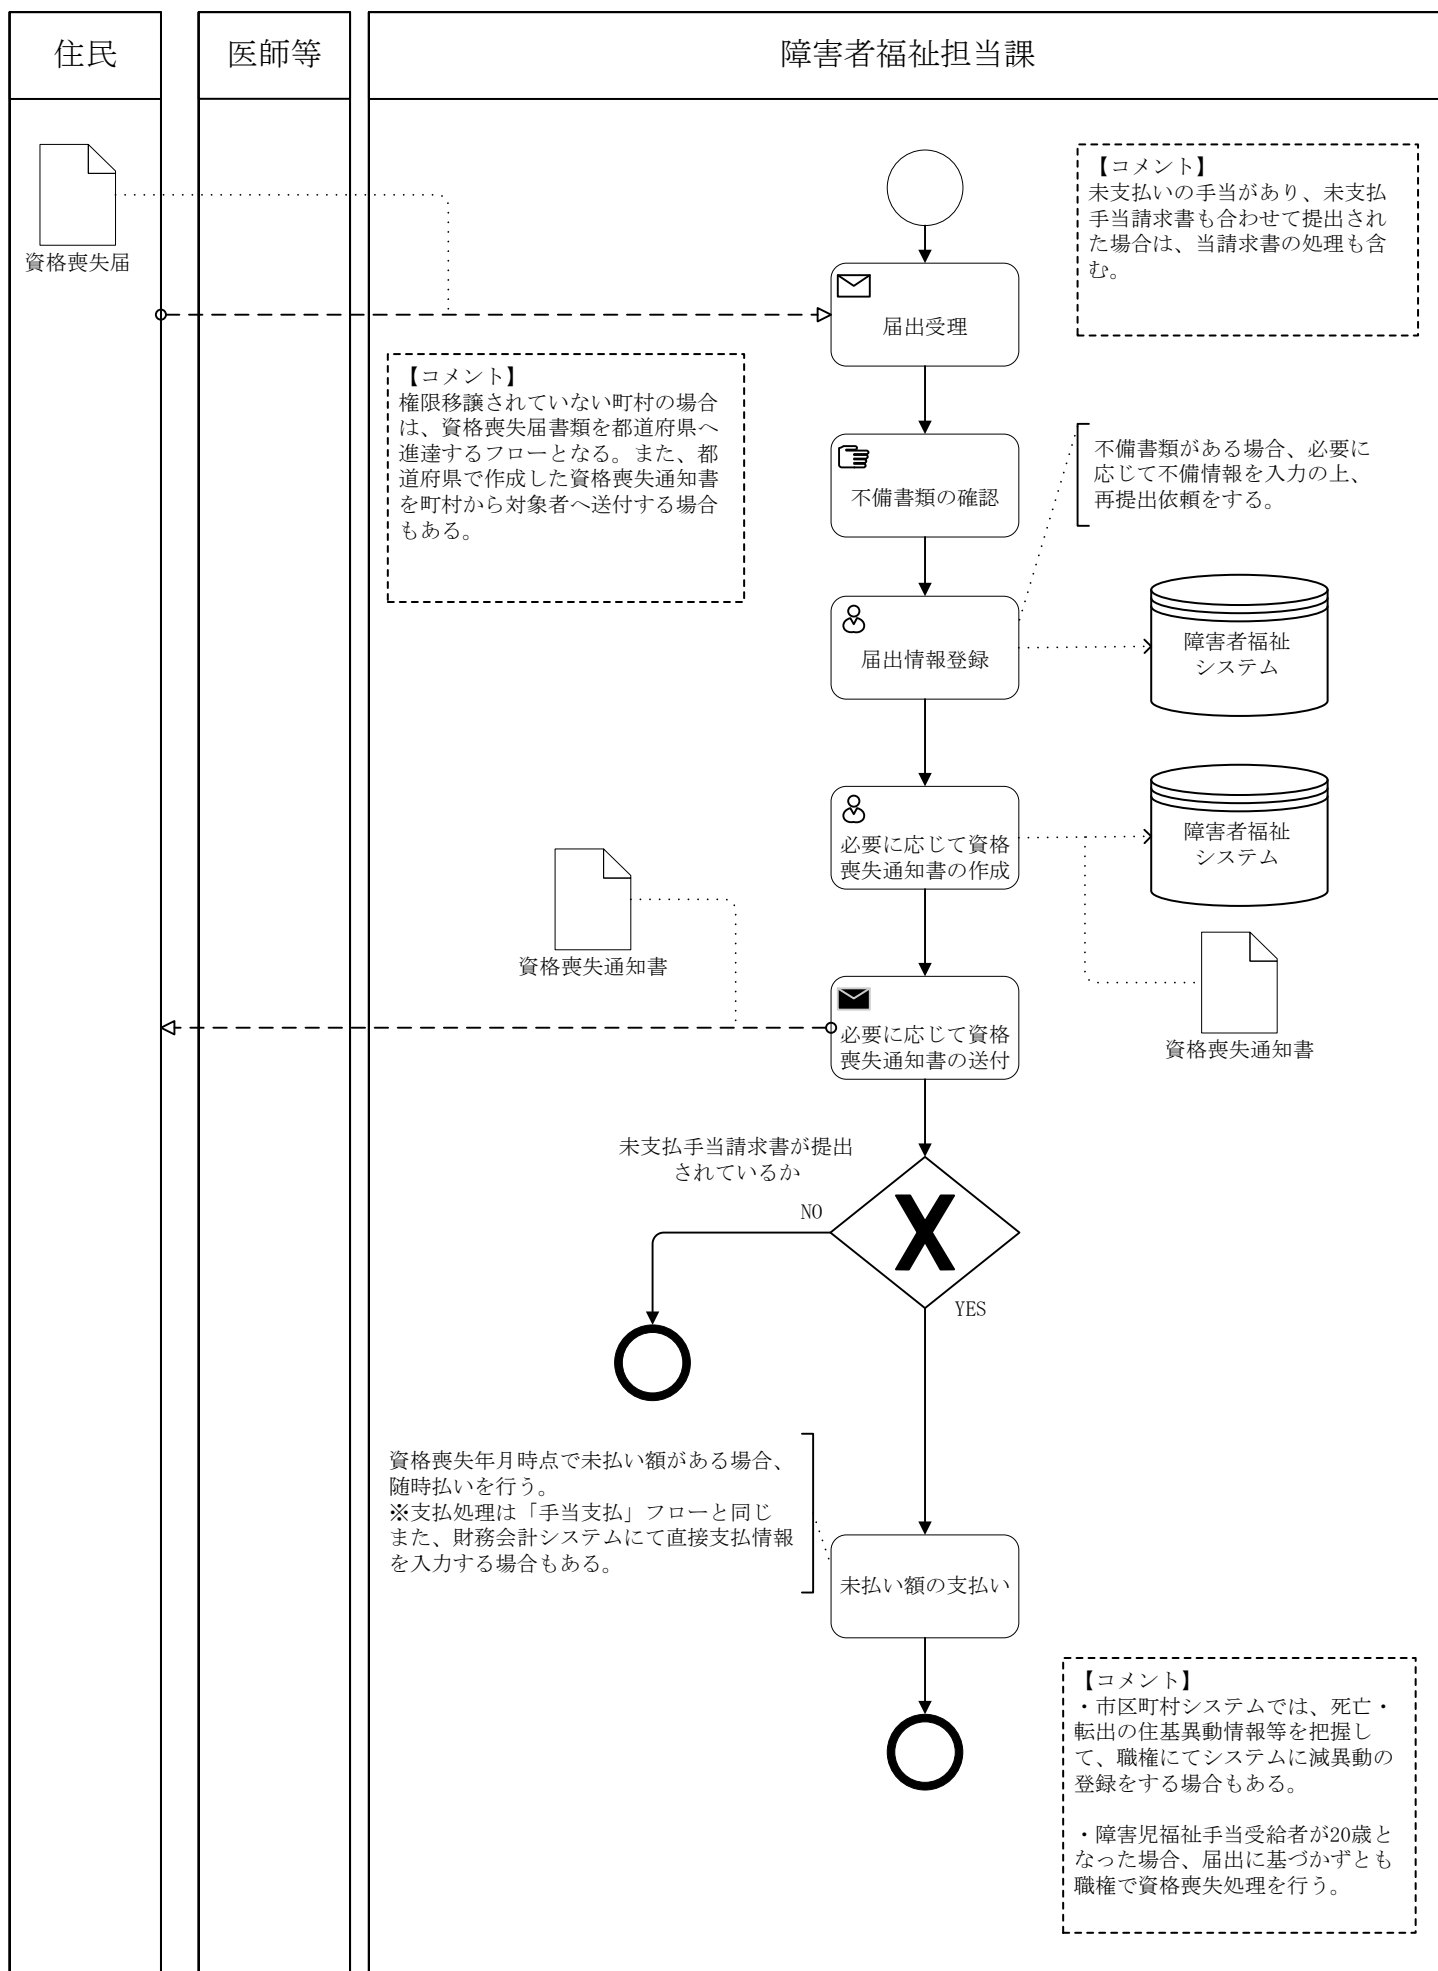 住民
医師等
障害者福祉担当課
資格喪失届
【コメント】
未支払いの手当があり、未支払
手当請求書も合わせて提出され
た場合は、当請求書の処理も含
む。
届出受理
【コメント】
権限移譲されていない町村の場合
は、資格喪失届書類を都道府県へ
進達するフローとなる。また、都
道府県で作成した資格喪失通知書
を町村から対象者へ送付する場合
もある。
不備書類の確認
不備書類がある場合、必要に
応じて不備情報を入力の上、
再提出依頼をする。
届出情報登録
障害者福祉
システム
必要に応じて資格
喪失通知書の作成
障害者福祉
システム
資格喪失通知書
資格喪失通知書
必要に応じて資格
喪失通知書の送付
未支払手当請求書が提出
されているか
NO
YES
資格喪失年月時点で未払い額がある場合、
随時払いを行う。
※支払処理は「手当支払」フローと同じ
また、財務会計システムにて直接支払情報
を入力する場合もある。
未払い額の支払い
【コメント】
・市区町村システムでは、死亡・
転出の住基異動情報等を把握し
て、職権にてシステムに減異動の
登録をする場合もある。
・障害児福祉手当受給者が20歳と
なった場合、届出に基づかずとも
職権で資格喪失処理を行う。